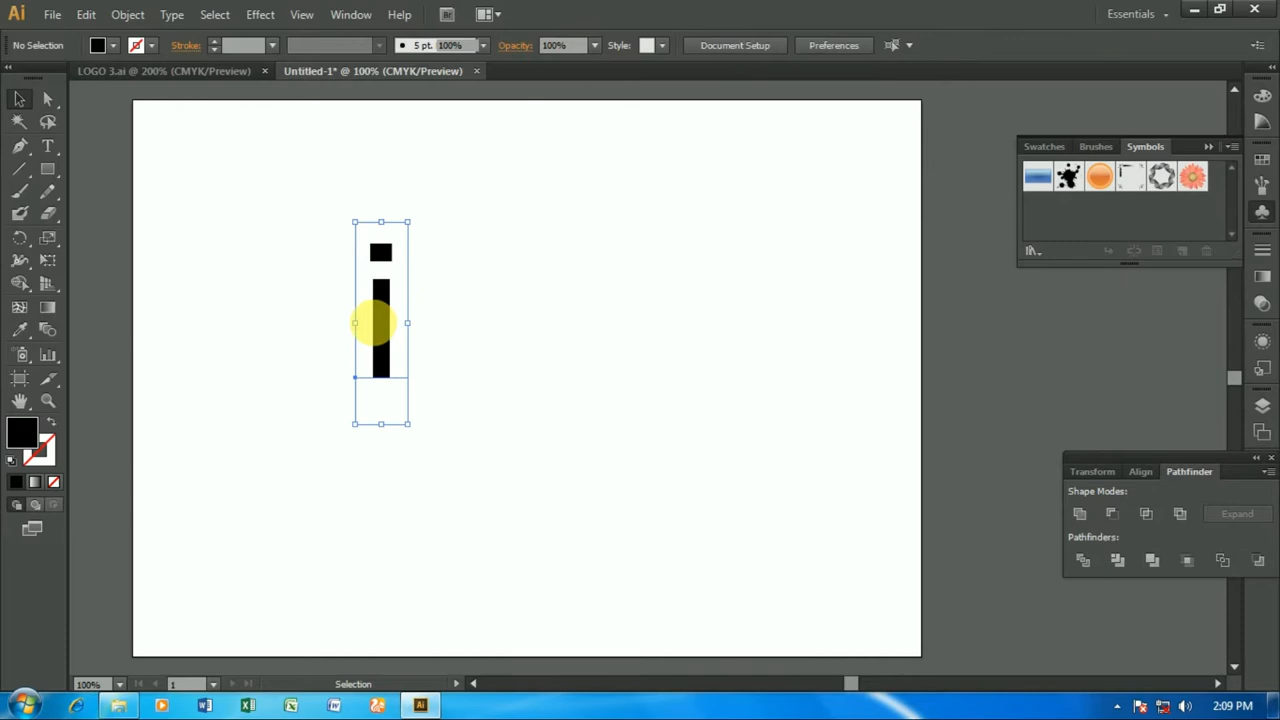 Ai File Edit Object Type Select Effect View Window Help Br Essentials
No Selection Stroke: 5 pt. 100% Opacity: 100% Style: Document Setup Preferences
LOGO 3.ai @ 200% (CMYK/Preview) × Untitled-1* @ 100% (CMYK/Preview) ×
Swatches Brushes Symbols
i
Transform Align Pathfinder
Shape Modes:
Expand
Pathfinders:
100% 1 Selection
2:09 PM